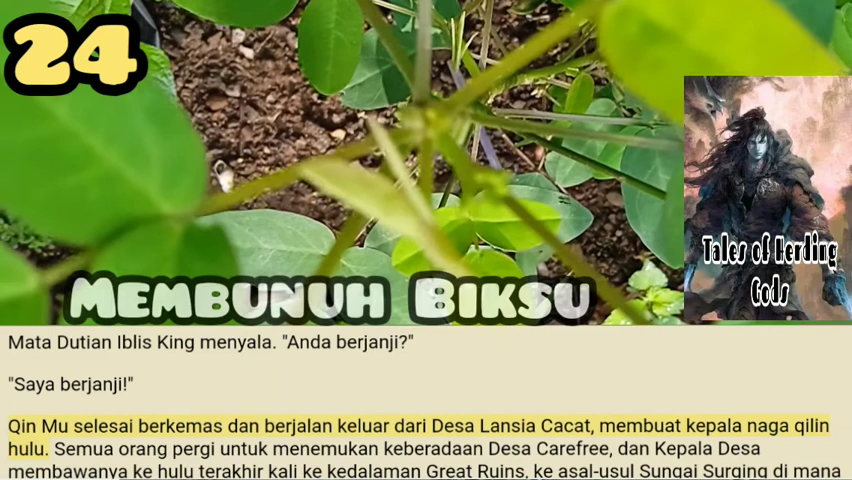 24
Tales of Herding
Gods
MEMBUNUH BIKSU
Mata Dutian Iblis King menyala. "Anda berjanji?"
"Saya berjanji!"
Qin Mu selesai berkemas dan berjalan keluar dari Desa Lansia Cacat, membuat kepala naga qilin
hulu. Semua orang pergi untuk menemukan keberadaan Desa Carefree, dan Kepala Desa
membawanya ke hulu terakhir kali ke kedalaman Great Ruins, ke asal-usul Sungai Surging di mana